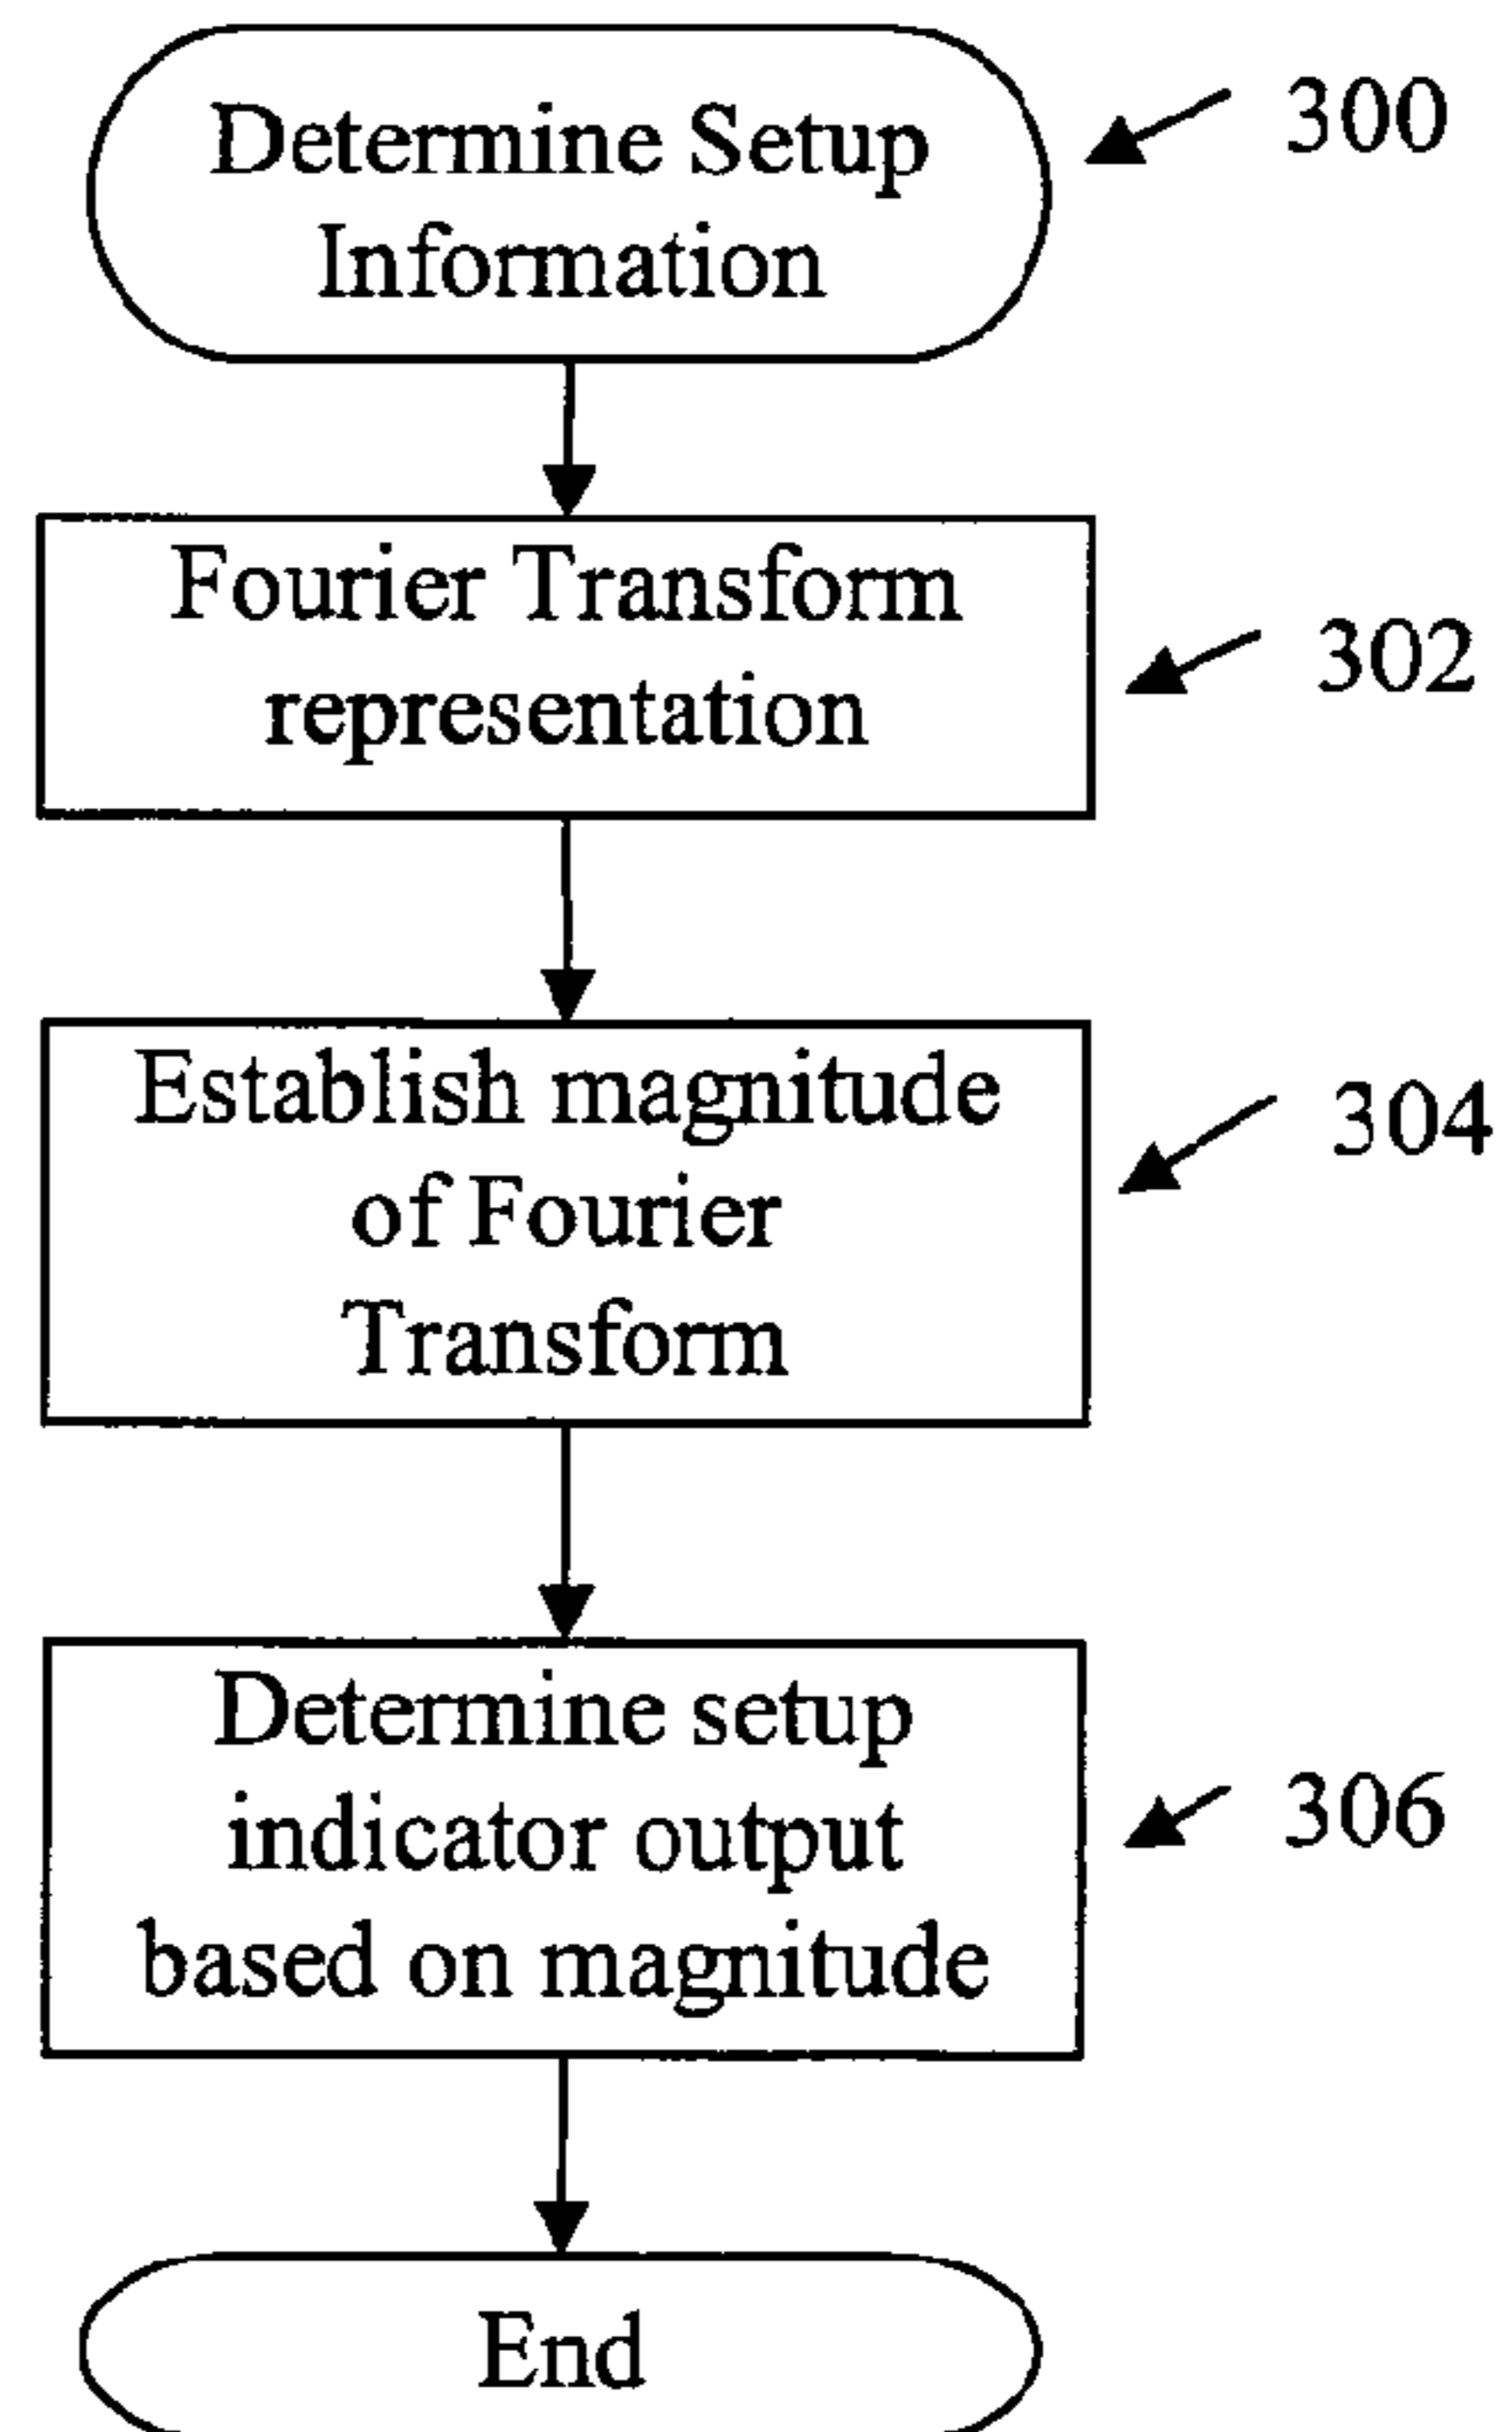 Determine Setup
Information
300
Fourier Transform
representation
302
Establish magnitude
of Fourier
Transform
304
Determine setup
indicator output
based on magnitude
306
End